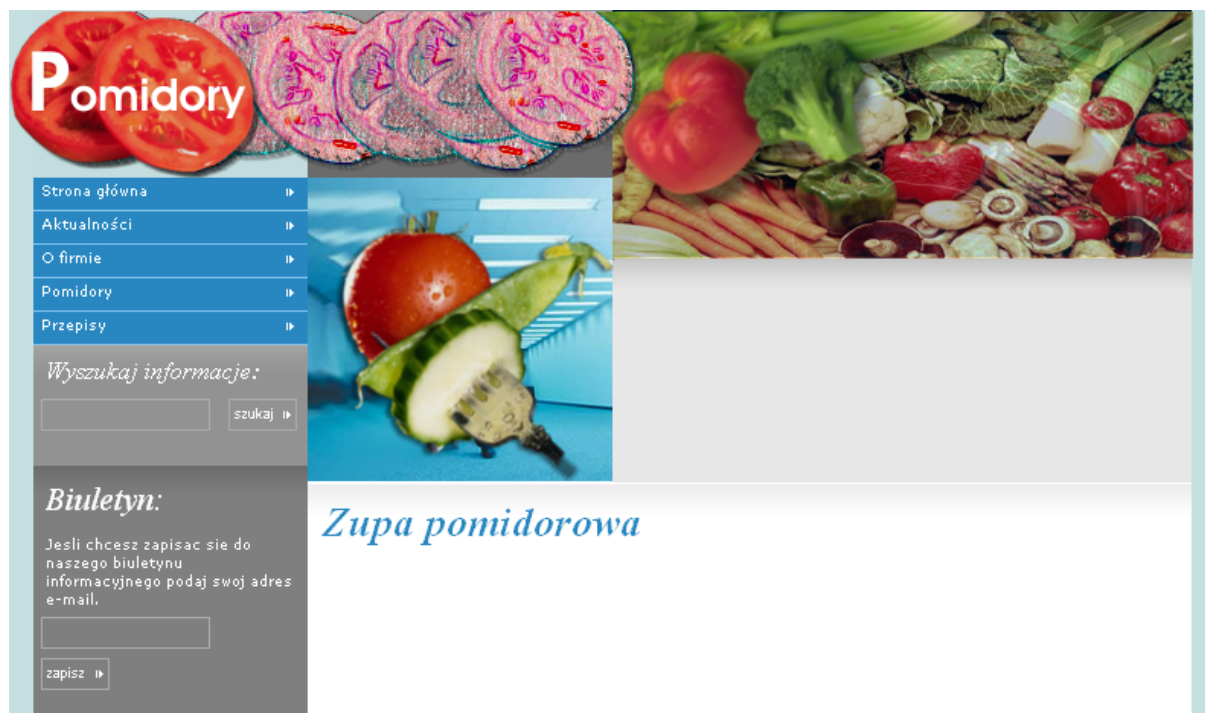 Pomidory
Strona główna
Aktualności
O firmie
Pomidory
Przepisy
Wyszukaj informacje:
szukaj
Biuletyn:
Jesli chcesz zapisac sie do
naszego biuletynu
informacyjnego podaj swoj adres
e-mail.
zapisz
Zupa pomidorowa